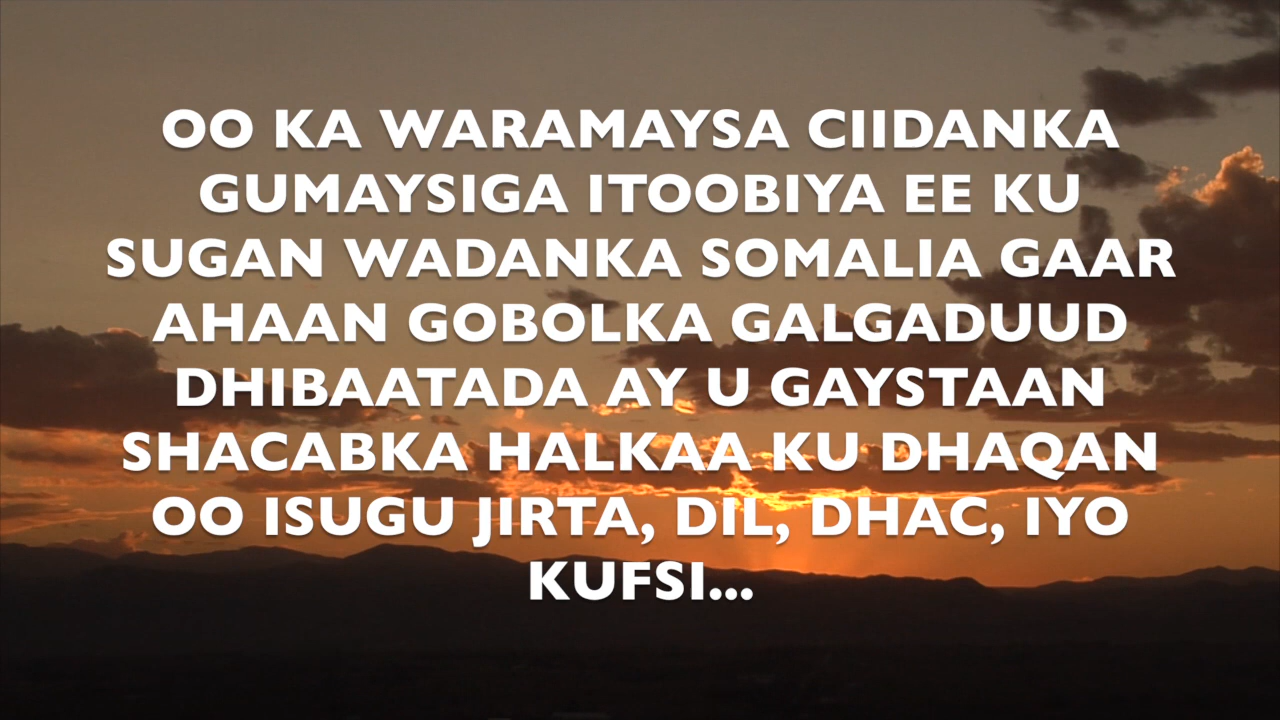 OO KA WARAMAYSA CIIDANKA
GUMAYSIGA ITOOBIYA EE KU
SUGAN WADANKA SOMALIA GAAR
AHAAN GOBOLKA GALGADUUD
DHIBAATADA AY U GAYSTAAN
SHACABKA HALKAA KU DHAQAN
OO ISUGU JIRTA, DIL, DHAC, IYO
KUFSI...